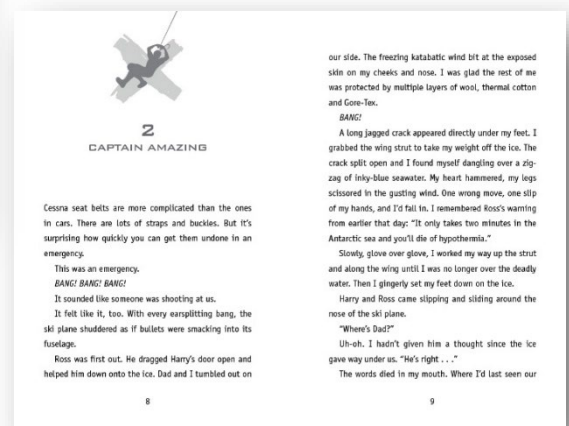 2
CAPTAIN AMAZING
Cessna seat belts are more complicated than the ones
in cars. There are lots of straps and buckles. But it's
surprising how quickly you can get them undone in an
emergency.
This was an emergency.
BANG! BANG! BANG!
It sounded like someone was shooting at us.
It felt like it, too. With every earsplitting bang, the
ski plane shuddered as if bullets were smacking into its
fuselage.
Ross was first out. He dragged Harry's door open and
helped him down onto the ice. Dad and I tumbled out on
8
our side. The freezing katabatic wind bit at the exposed
skin on my cheeks and nose. I was glad the rest of me
was protected by multiple layers of wool, thermal cotton
and Gore-Tex.
BANG!
A long jagged crack appeared directly under my feet. I
grabbed the wing strut to take my weight off the ice. The
crack split open and I found myself dangling over a zig-
zag of inky-blue seawater. My heart hammered, my legs
scissored in the gusting wind. One wrong move, one slip
of my hands, and I'd fall in. I remembered Ross's warning
from earlier that day: "It only takes two minutes in the
Antarctic sea and you'll die of hypothermia."
Slowly, glove over glove, I worked my way up the strut
and along the wing until I was no longer over the deadly
water. Then I gingerly set my feet down on the ice.
Harry and Ross came slipping and sliding around the
nose of the ski plane.
"Where's Dad?"
Uh-oh. I hadn't given him a thought since the ice
gave way under us. "He's right . . ."
The words died in my mouth. Where I'd last seen our
9